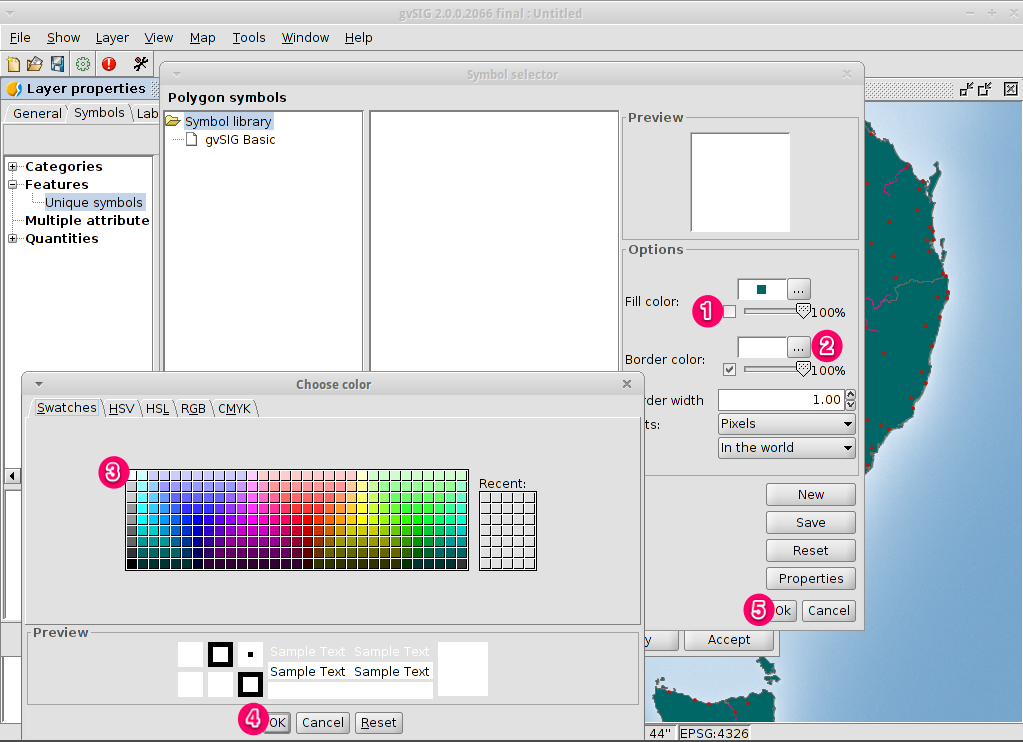 gvSIG 2.0.0.2066 final : Untitled
File Show Layer View Map Tools Window Help
Symbol selector
Layer properties
Polygon symbols
General Symbols Lab
Symbol library
gvSIG Basic
Preview
Categories
Features
Unique symbols
Multiple attribute
Quantities
Options
Fill color:
...
1
100%
Border color:
...
2
100%
Choose color
rder width
1.00
Swatches HSV HSL RGB CMYK
ts:
Pixels
In the world
3
Recent:
New
Save
Reset
Properties
5
Ok
Cancel
Preview
y
Accept
Sample Text Sample Text
Sample Text Sample Text
4
OK
Cancel
Reset
44"
EPSG:4326